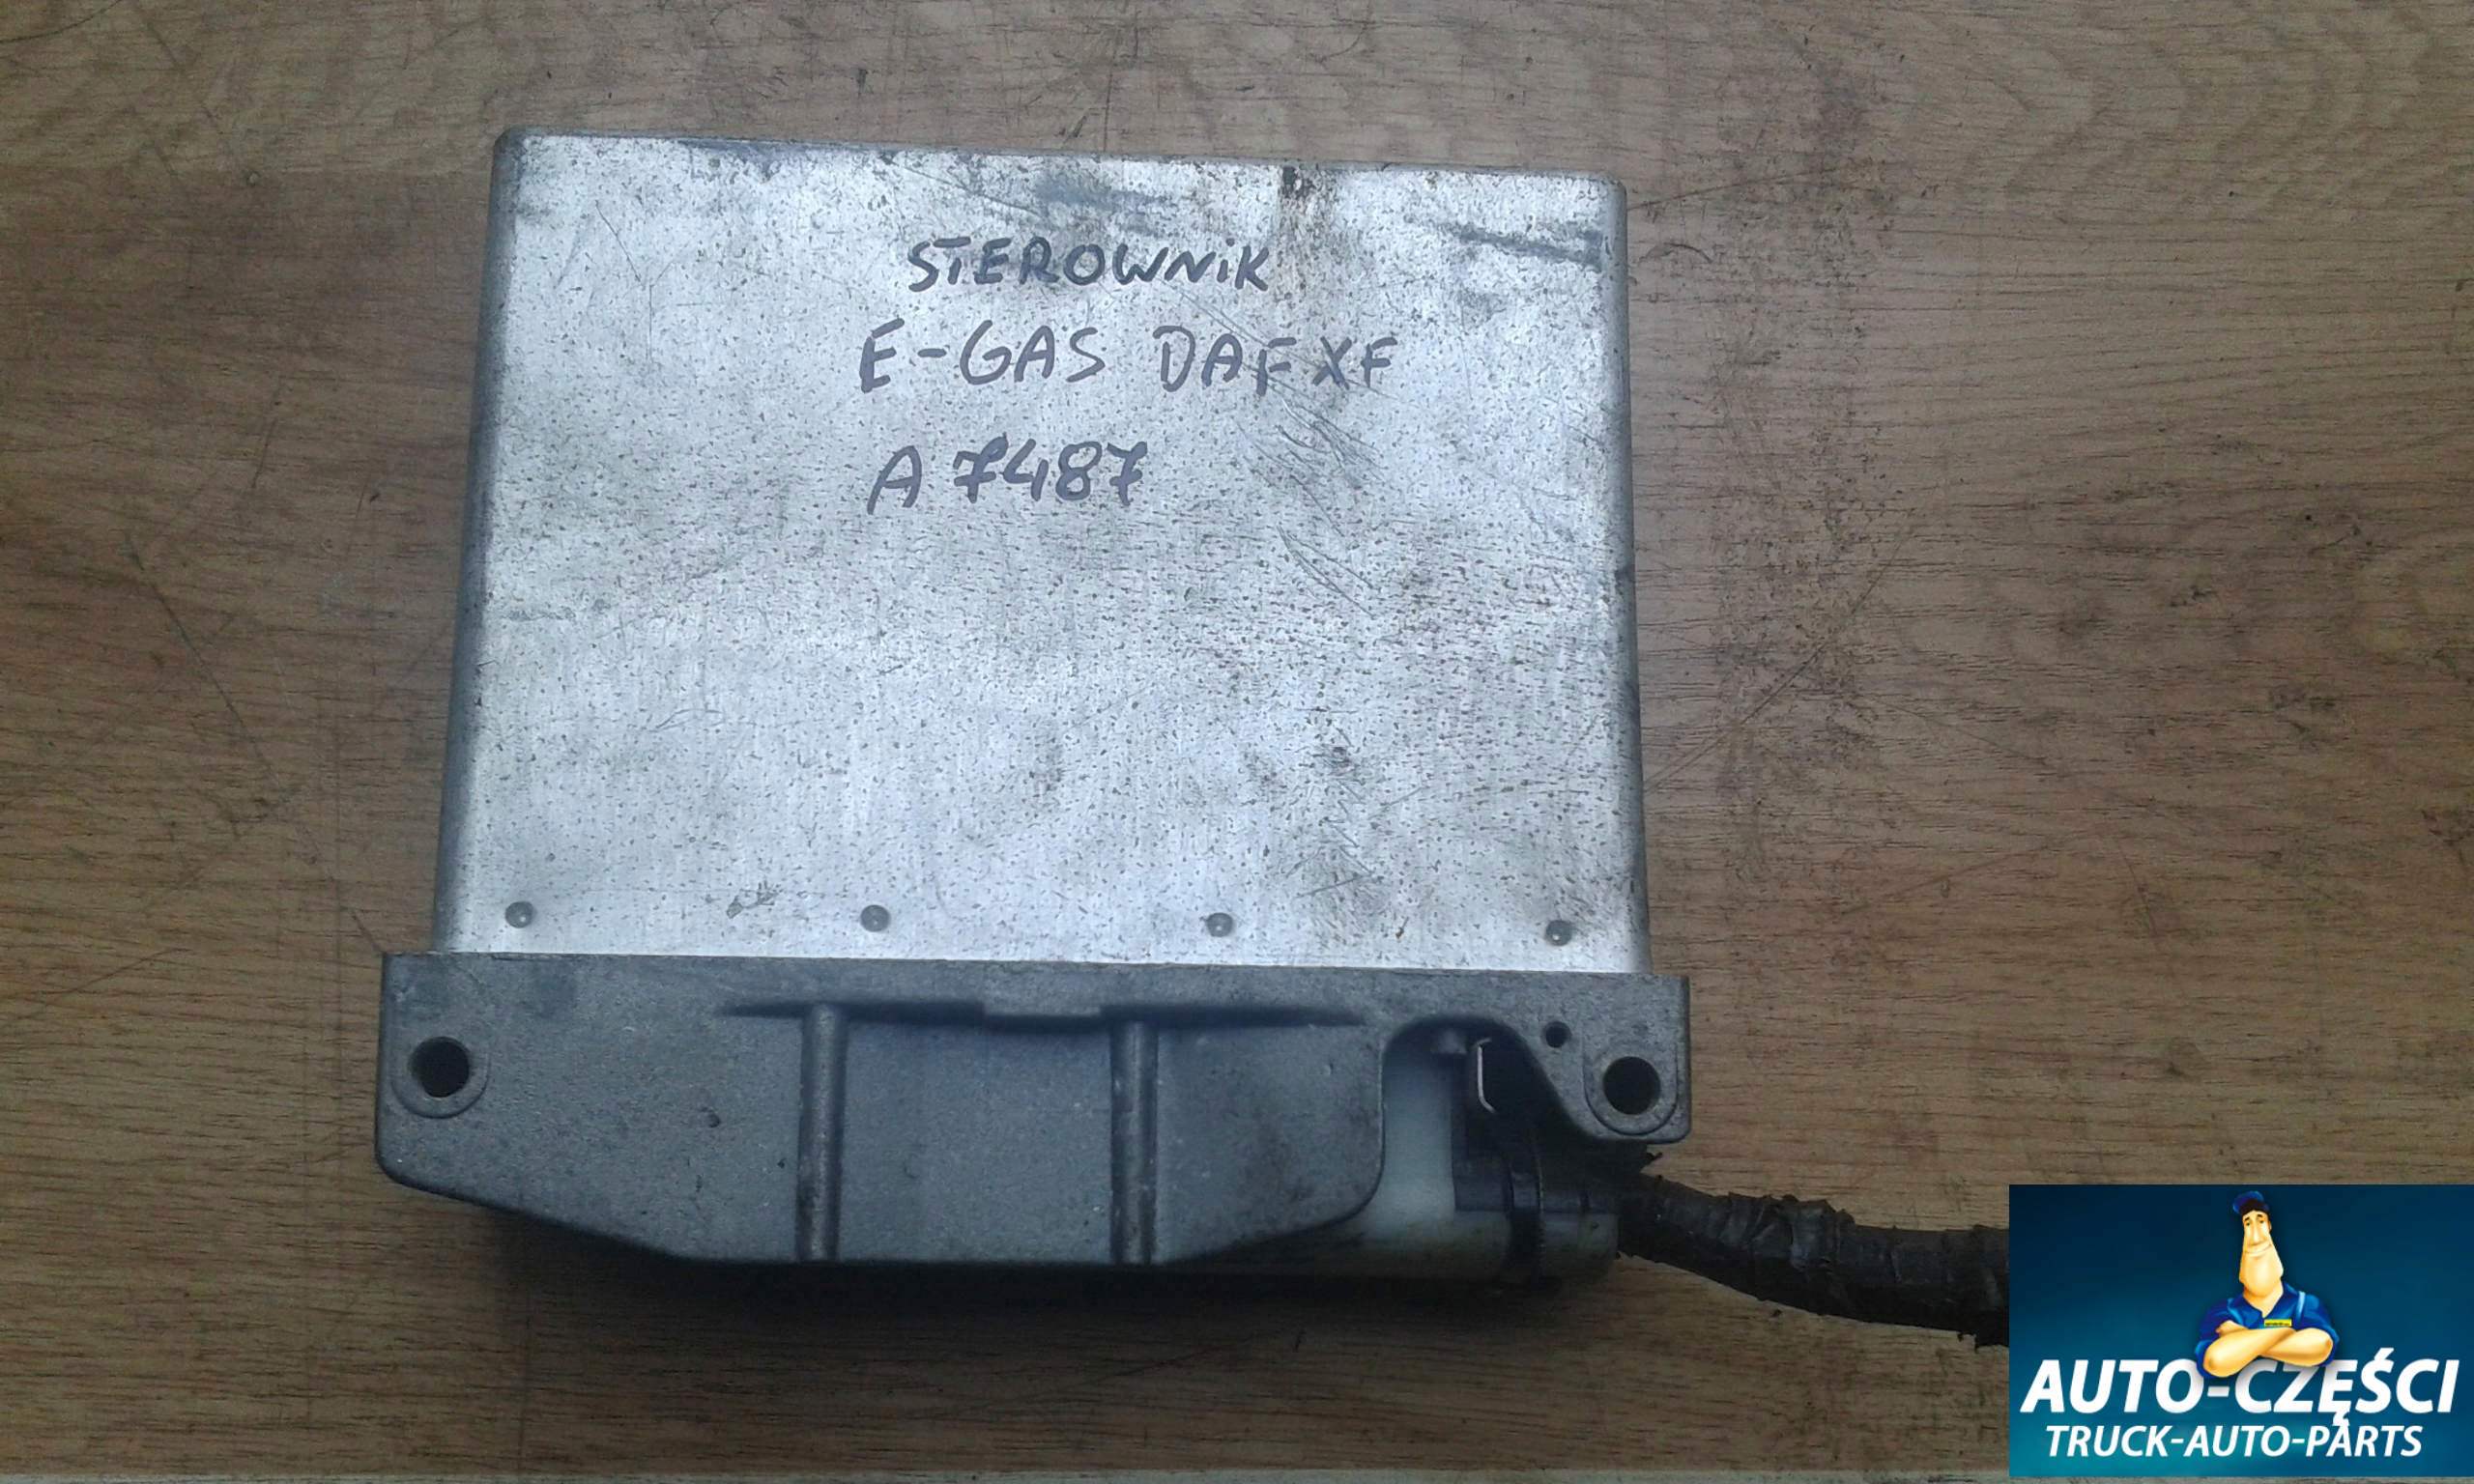 STEROWNiK
E-GAS DAF XF
A 7487
AUTO-CZĘŚCI
TRUCK-AUTO-PARTS